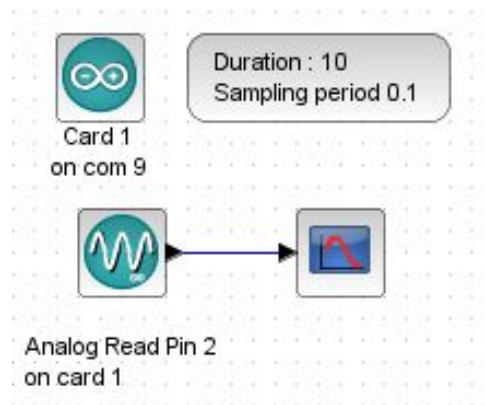 Duration : 10
Sampling period 0.1
Card 1
on com 9
Analog Read Pin 2
on card 1